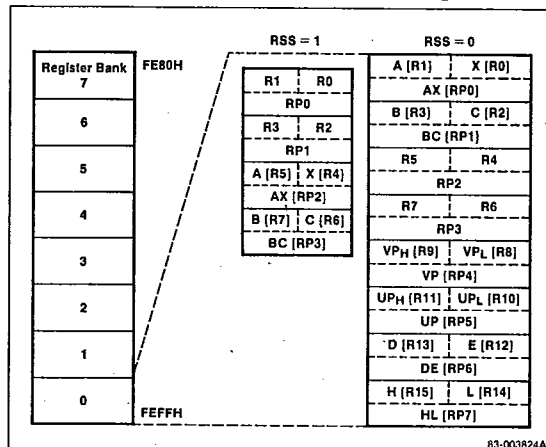 RSS = 1
RSS = 0
Register Bank
7
FE80H
6
5
4
3
2
1
0
FEFFH
R1 R0
RP0
R3 R2
RP1
A [R5] X [R4]
AX [RP2]
B [R7] C [R6]
BC [RP3]
A [R1] X [R0]
AX [RP0]
B [R3] C [R2]
BC [RP1]
R5 R4
RP2
R7 R6
RP3
VPH [R9] VPL [R8]
VP [RP4]
UPH [R11] UPL [R10]
UP [RP5]
D [R13] E [R12]
DE [RP6]
H [R15] L [R14]
HL [RP7]
83-003824A